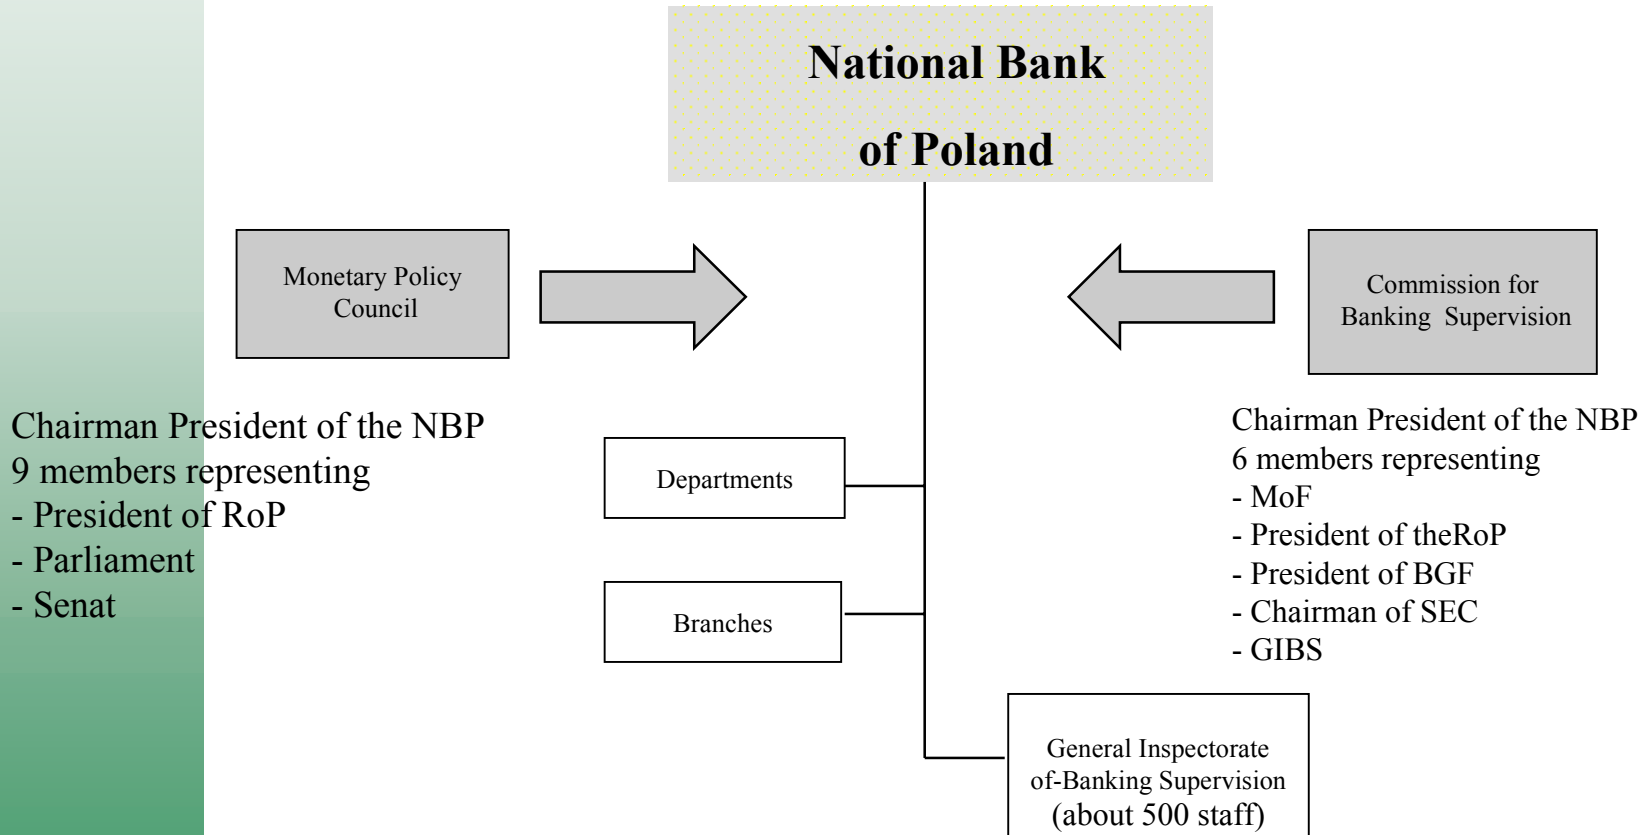 National Bank
of Poland
Monetary Policy
Council
Commission for
Banking Supervision
Chairman President of the NBP
9 members representing
- President of RoP
- Parliament
- Senat
Departments
Branches
Chairman President of the NBP
6 members representing
- MoF
- President of theRoP
- President of BGF
- Chairman of SEC
- GIBS
General Inspectorate
of-Banking Supervision
(about 500 staff)